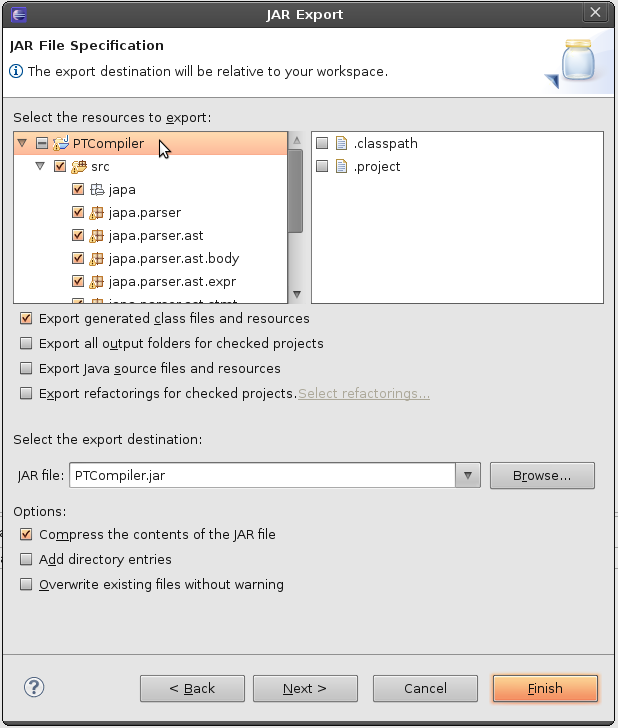 JAR Export
JAR File Specification
The export destination will be relative to your workspace.
Select the resources to export:
PTCompiler
src
japa
japa.parser
japa.parser.ast
japa.parser.ast.body
japa.parser.ast.expr
japa.parser.ast.stmt
.classpath
.project
Export generated class files and resources
Export all output folders for checked projects
Export Java source files and resources
Export refactorings for checked projects. Select refactorings...
Select the export destination:
JAR file: PTCompiler.jar Browse...
Options:
Compress the contents of the JAR file
Add directory entries
Overwrite existing files without warning
? < Back Next > Cancel Finish